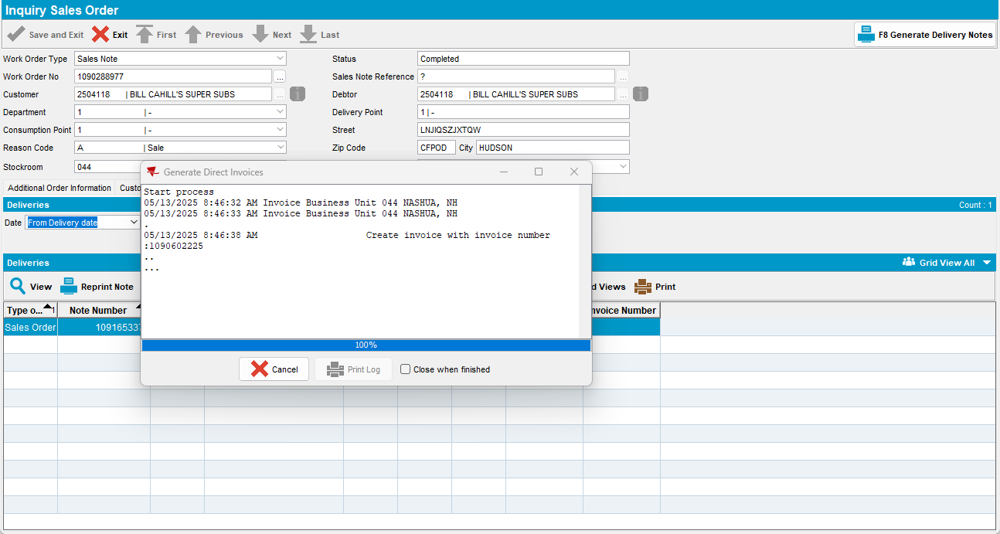 Inquiry Sales Order
Save and Exit Exit First Previous Next Last F8 Generate Delivery Notes
Work Order Type Sales Note Status Completed
Work Order No 1090288977 ... Sales Note Reference ? ...
Customer 2504118 | BILL CAHILL'S SUPER SUBS ... i Debtor 2504118 | BILL CAHILL'S SUPER SUBS ... i
Department 1 | - Delivery Point 1 | -
Consumption Point 1 | - Street LNJIQSZJXTQW
Reason Code A | Sale Zip Code CFPOD City HUDSON
Stockroom 044
Generate Direct Invoices
Start process
05/13/2025 8:46:32 AM Invoice Business Unit 044 NASHUA, NH
05/13/2025 8:46:33 AM Invoice Business Unit 044 NASHUA, NH
.
05/13/2025 8:46:38 AM Create invoice with invoice number
:1090602225
..
...
100%
Cancel Print Log Close when finished
Additional Order Information Custo
Deliveries Count : 1
Date From Delivery date
Deliveries Grid View All
View Reprint Note d Views Print
Type o... 1 Note Number nvoice Number
Sales Order 109165337